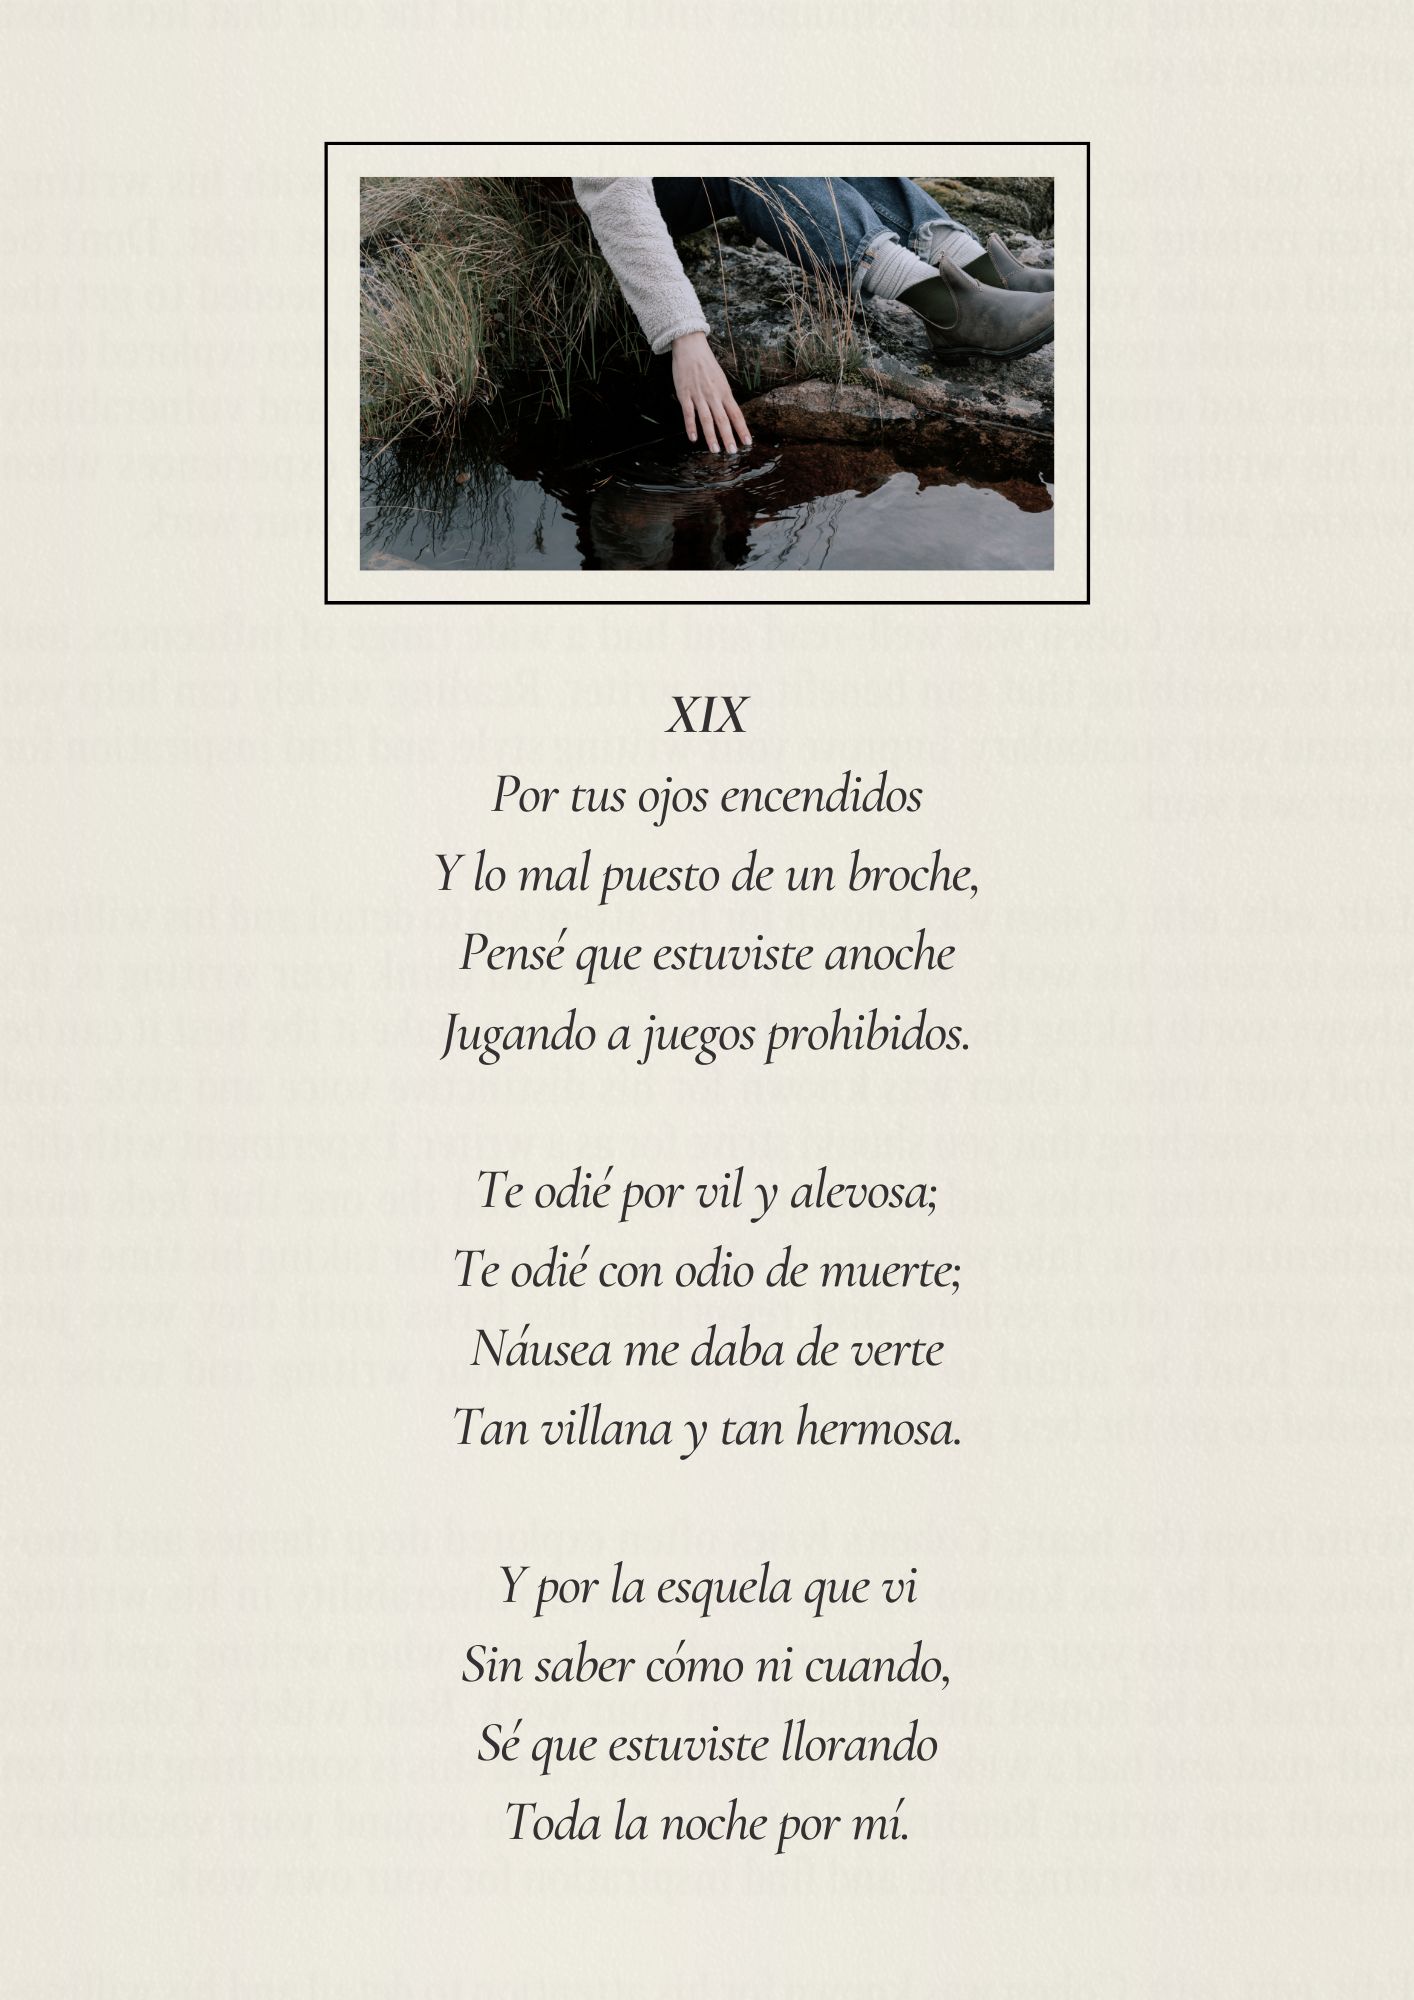 XIX
Por tus ojos encendidos
Y lo mal puesto de un broche,
Pensé que estuviste anoche
Jugando a juegos prohibidos.
Te odié por vil y alevosa;
Te odié con odio de muerte;
Náusea me daba de verte
Tan villana y tan hermosa.
Y por la esquela que vi
Sin saber cómo ni cuando,
Sé que estuviste llorando
Toda la noche por mí.